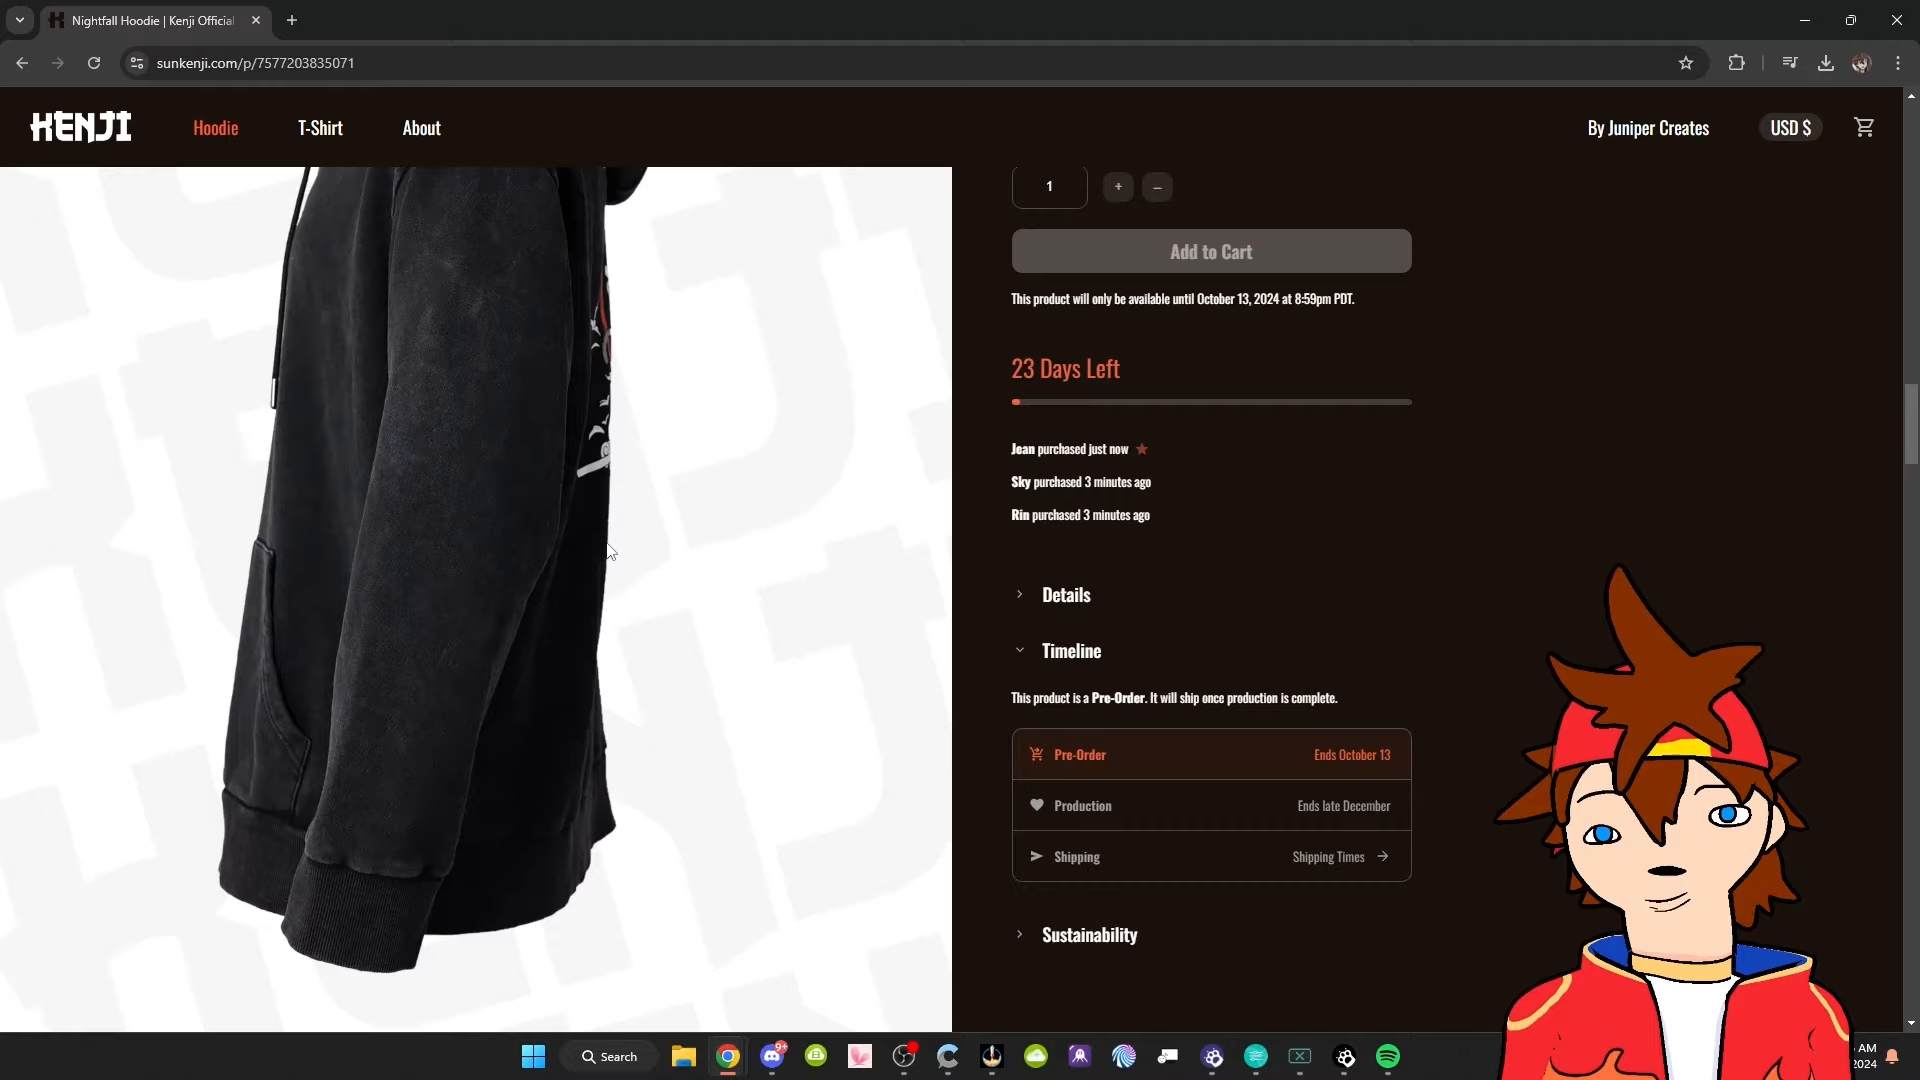 Nightfall Hoodie | Kenji Official
sunkenji.com/p/7577203835071
KENJI
Hoodie
T-Shirt
About
By Juniper Creates
USD $
1
+
−
Add to Cart
This product will only be available until October 13, 2024 at 8:59pm PDT.
23 Days Left
Jean purchased just now
Sky purchased 3 minutes ago
Rin purchased 3 minutes ago
Details
Timeline
This product is a Pre-Order. It will ship once production is complete.
Pre-Order
Ends October 13
Production
Ends late December
Shipping
Shipping Times
Sustainability
Search
9+
AM
2024